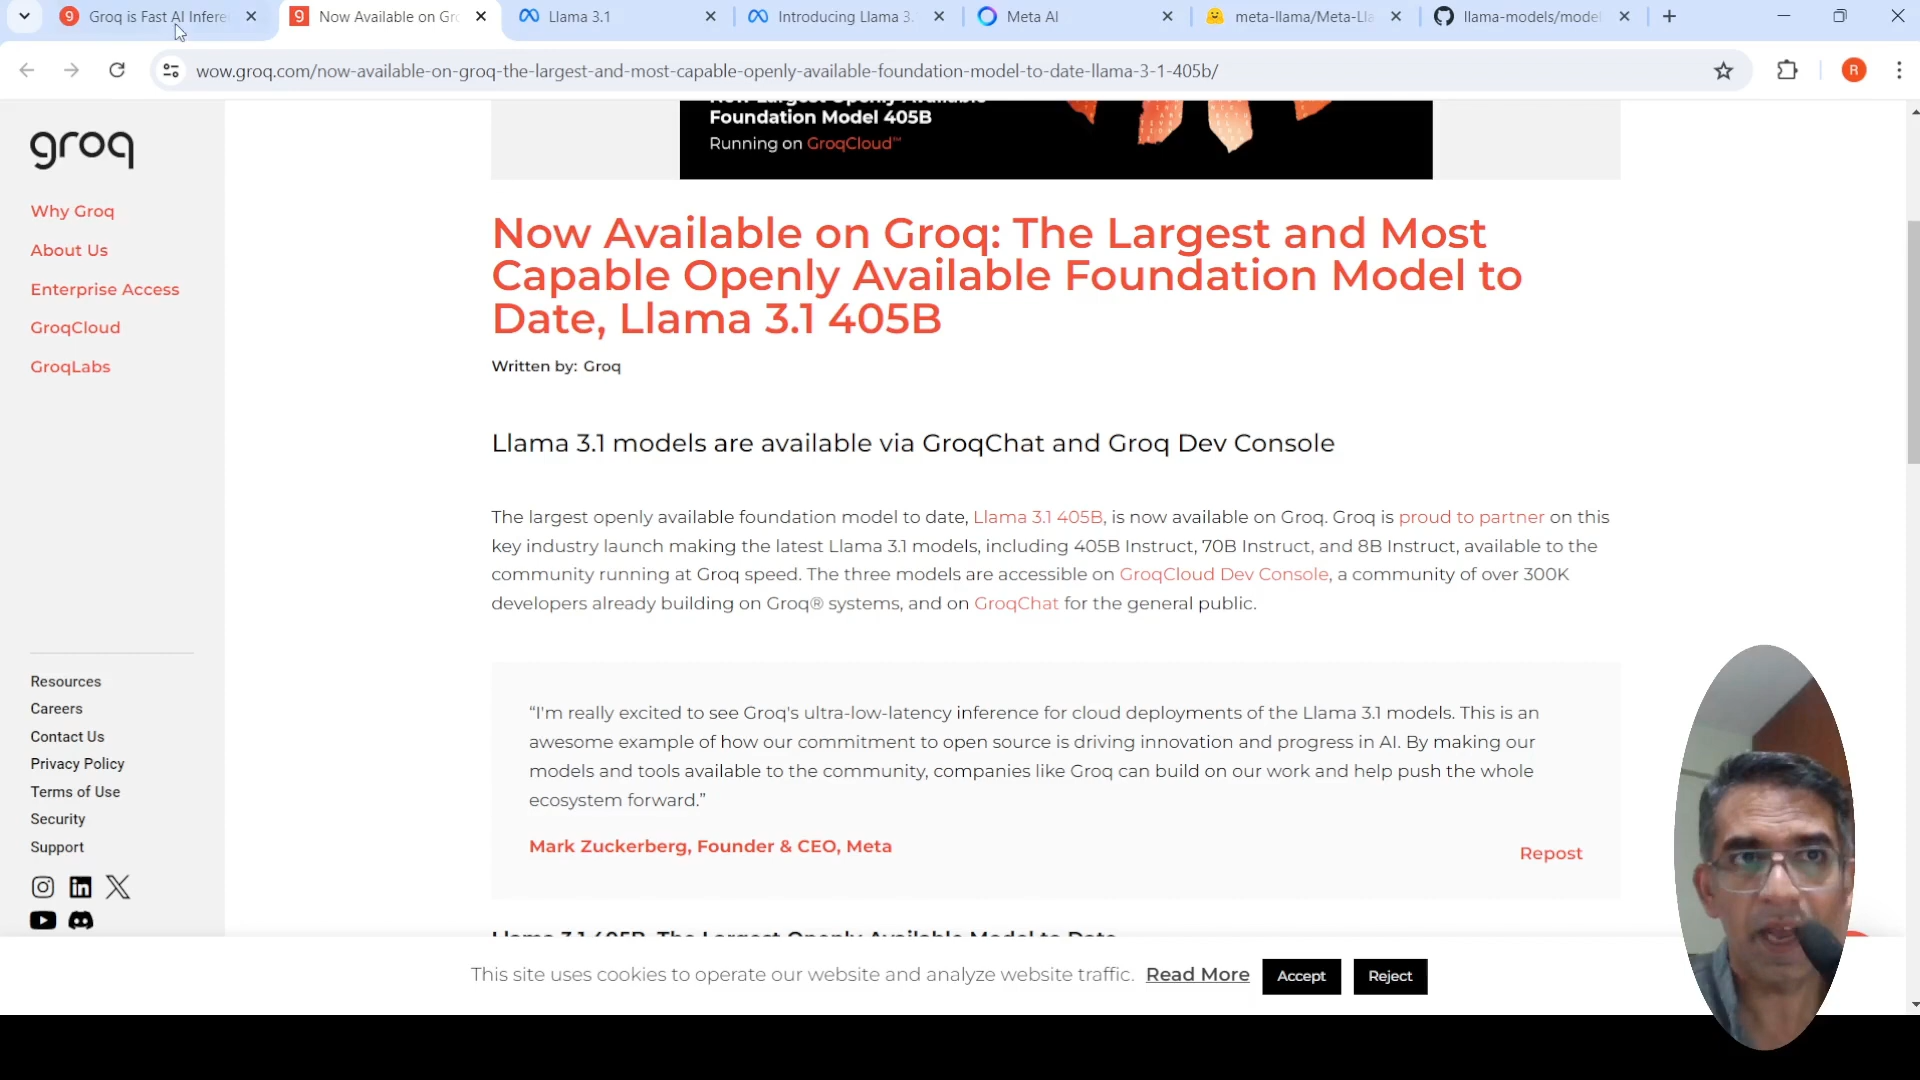 Groq is Fast AI Infere
Now Available on Gro
Llama 3.1
Introducing Llama 3.
Meta AI
meta-llama/Meta-Lla
llama-models/model
wow.groq.com/now-available-on-groq-the-largest-and-most-capable-openly-available-foundation-model-to-date-llama-3-1-405b/
R
groq
Why Groq
About Us
Enterprise Access
GroqCloud
GroqLabs
Resources
Careers
Contact Us
Privacy Policy
Terms of Use
Security
Support
Now Largest Openly Available
Foundation Model 405B
Running on GroqCloud™
Now Available on Groq: The Largest and Most
Capable Openly Available Foundation Model to
Date, Llama 3.1 405B
Written by: Groq
Llama 3.1 models are available via GroqChat and Groq Dev Console
The largest openly available foundation model to date, Llama 3.1 405B, is now available on Groq. Groq is proud to partner on this
key industry launch making the latest Llama 3.1 models, including 405B Instruct, 70B Instruct, and 8B Instruct, available to the
community running at Groq speed. The three models are accessible on GroqCloud Dev Console, a community of over 300K
developers already building on Groq® systems, and on GroqChat for the general public.
“I'm really excited to see Groq's ultra-low-latency inference for cloud deployments of the Llama 3.1 models. This is an
awesome example of how our commitment to open source is driving innovation and progress in AI. By making our
models and tools available to the community, companies like Groq can build on our work and help push the whole
ecosystem forward.”
Mark Zuckerberg, Founder & CEO, Meta
Repost
Llama 3.1 405B, The Largest Openly Available Model to Date
This site uses cookies to operate our website and analyze website traffic. Read More
Accept
Reject